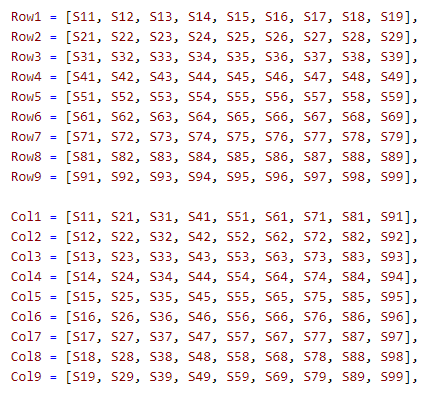 Row1 = [S11, S12, S13, S14, S15, S16, S17, S18, S19],
Row2 = [S21, S22, S23, S24, S25, S26, S27, S28, S29],
Row3 = [S31, S32, S33, S34, S35, S36, S37, S38, S39],
Row4 = [S41, S42, S43, S44, S45, S46, S47, S48, S49],
Row5 = [S51, S52, S53, S54, S55, S56, S57, S58, S59],
Row6 = [S61, S62, S63, S64, S65, S66, S67, S68, S69],
Row7 = [S71, S72, S73, S74, S75, S76, S77, S78, S79],
Row8 = [S81, S82, S83, S84, S85, S86, S87, S88, S89],
Row9 = [S91, S92, S93, S94, S95, S96, S97, S98, S99],

Col1 = [S11, S21, S31, S41, S51, S61, S71, S81, S91],
Col2 = [S12, S22, S32, S42, S52, S62, S72, S82, S92],
Col3 = [S13, S23, S33, S43, S53, S63, S73, S83, S93],
Col4 = [S14, S24, S34, S44, S54, S64, S74, S84, S94],
Col5 = [S15, S25, S35, S45, S55, S65, S75, S85, S95],
Col6 = [S16, S26, S36, S46, S56, S66, S76, S86, S96],
Col7 = [S17, S27, S37, S47, S57, S67, S77, S87, S97],
Col8 = [S18, S28, S38, S48, S58, S68, S78, S88, S98],
Col9 = [S19, S29, S39, S49, S59, S69, S79, S89, S99],